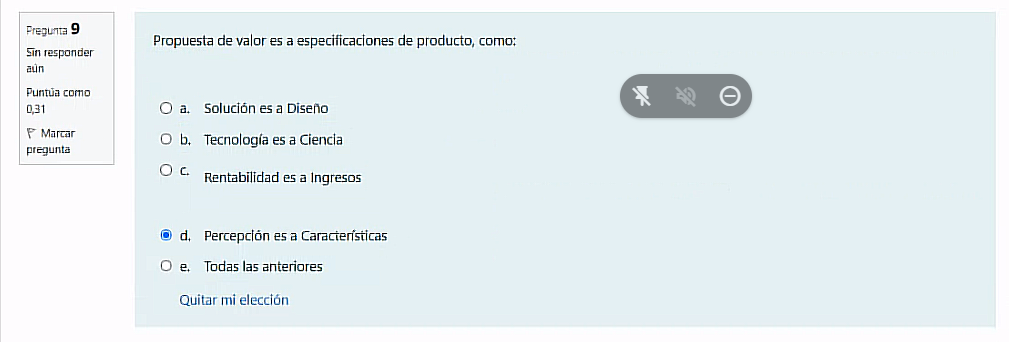 Pregunta 9
Sin responder
aún
Puntúa como
0,31
Marcar
pregunta
Propuesta de valor es a especificaciones de producto, como:
a. Solución es a Diseño
b. Tecnología es a Ciencia
c. Rentabilidad es a Ingresos
d. Percepción es a Características
e. Todas las anteriores
Quitar mi elección